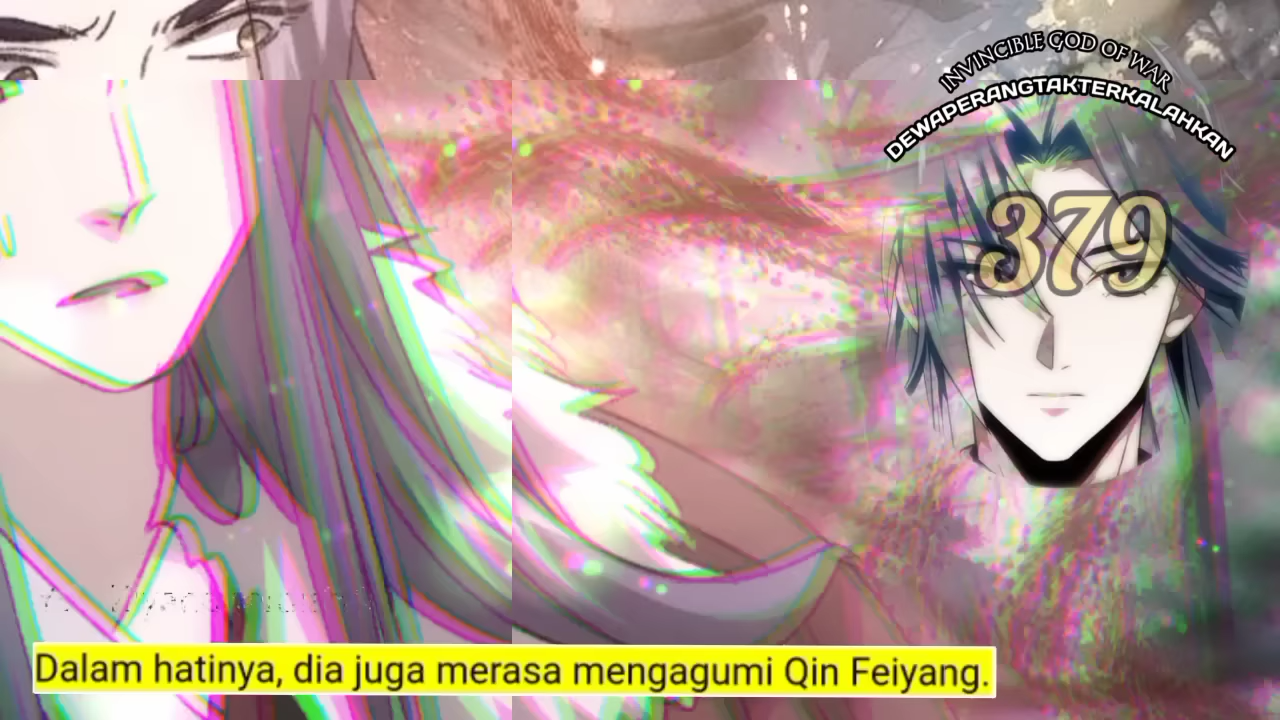 INVINCIBLE GOD OF WAR
DEWAPERANGTAKTERKALAHKAN
379
Dalam hatinya, dia juga merasa mengagumi Qin Feiyang.